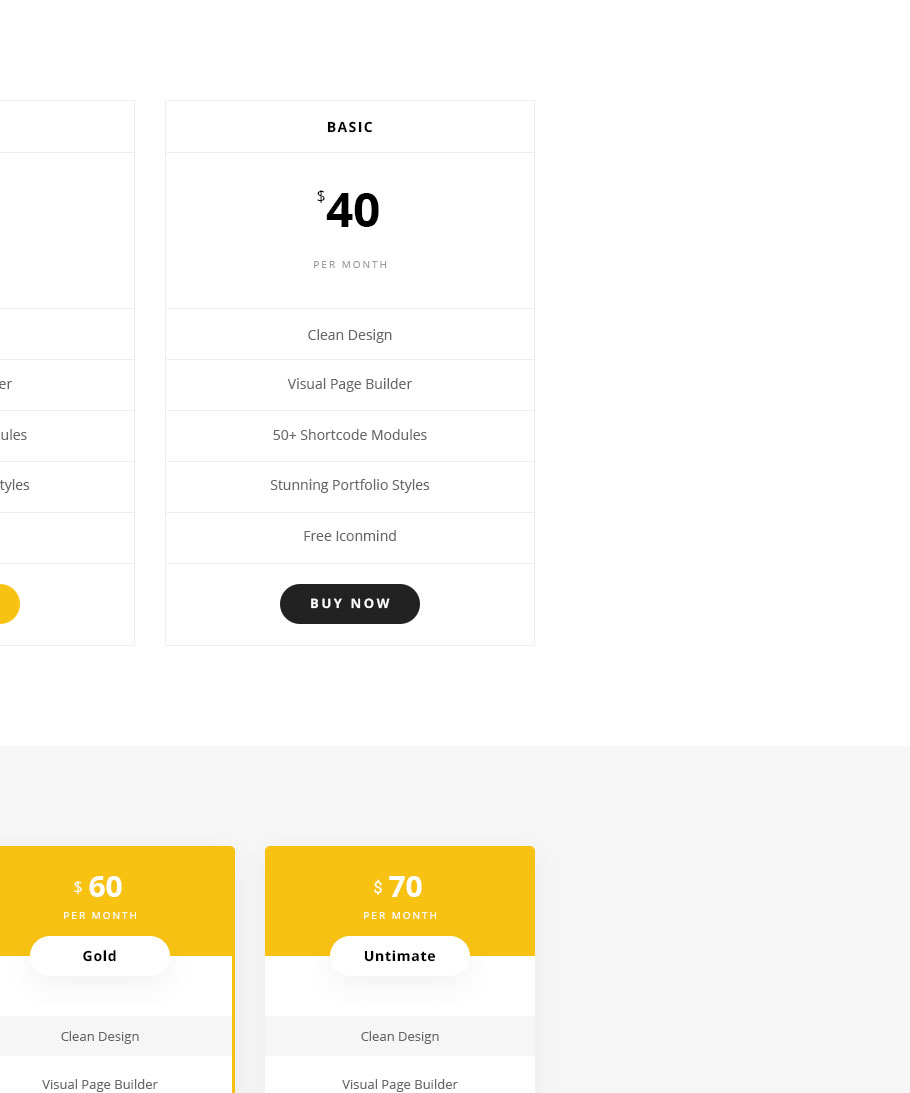 BASIC
$40
PER MONTH
Clean Design
Visual Page Builder
50+ Shortcode Modules
Stunning Portfolio Styles
Free Iconmind
BUY NOW
er
ules
tyles
$ 60
PER MONTH
Gold
Clean Design
Visual Page Builder
$ 70
PER MONTH
Untimate
Clean Design
Visual Page Builder